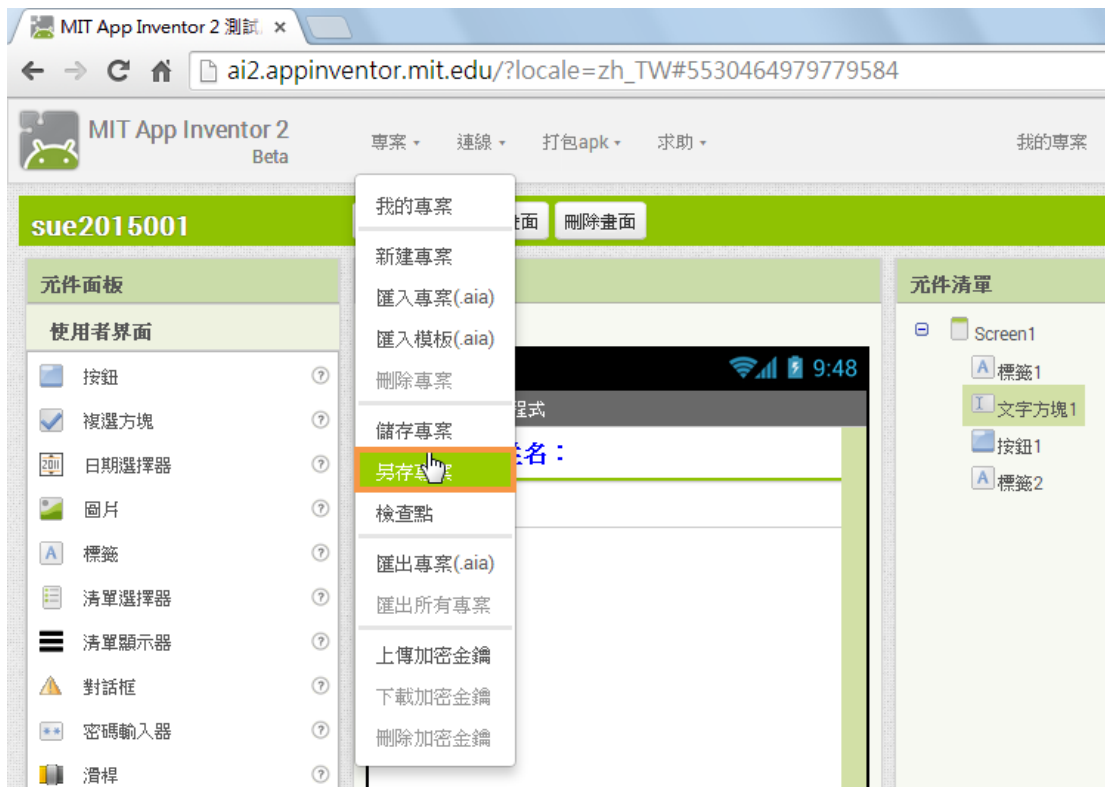 MIT App Inventor 2 測試
ai2.appinventor.mit.edu/?locale=zh_TW#5530464979779584
MIT App Inventor 2
Beta
專案
連線
打包apk
求助
我的專案
sue2015001
畫面
刪除畫面
我的專案
新建專案
匯入專案(.aia)
匯入模板(.aia)
刪除專案
儲存專案
另存專案
檢查點
匯出專案(.aia)
匯出所有專案
上傳加密金鑰
下載加密金鑰
刪除加密金鑰
元件面板
使用者界面
按鈕
複選方塊
日期選擇器
圖片
標籤
清單選擇器
清單顯示器
對話框
密碼輸入器
滑桿
9:48
程式
姓名：
元件清單
Screen1
標籤1
文字方塊1
按鈕1
標籤2